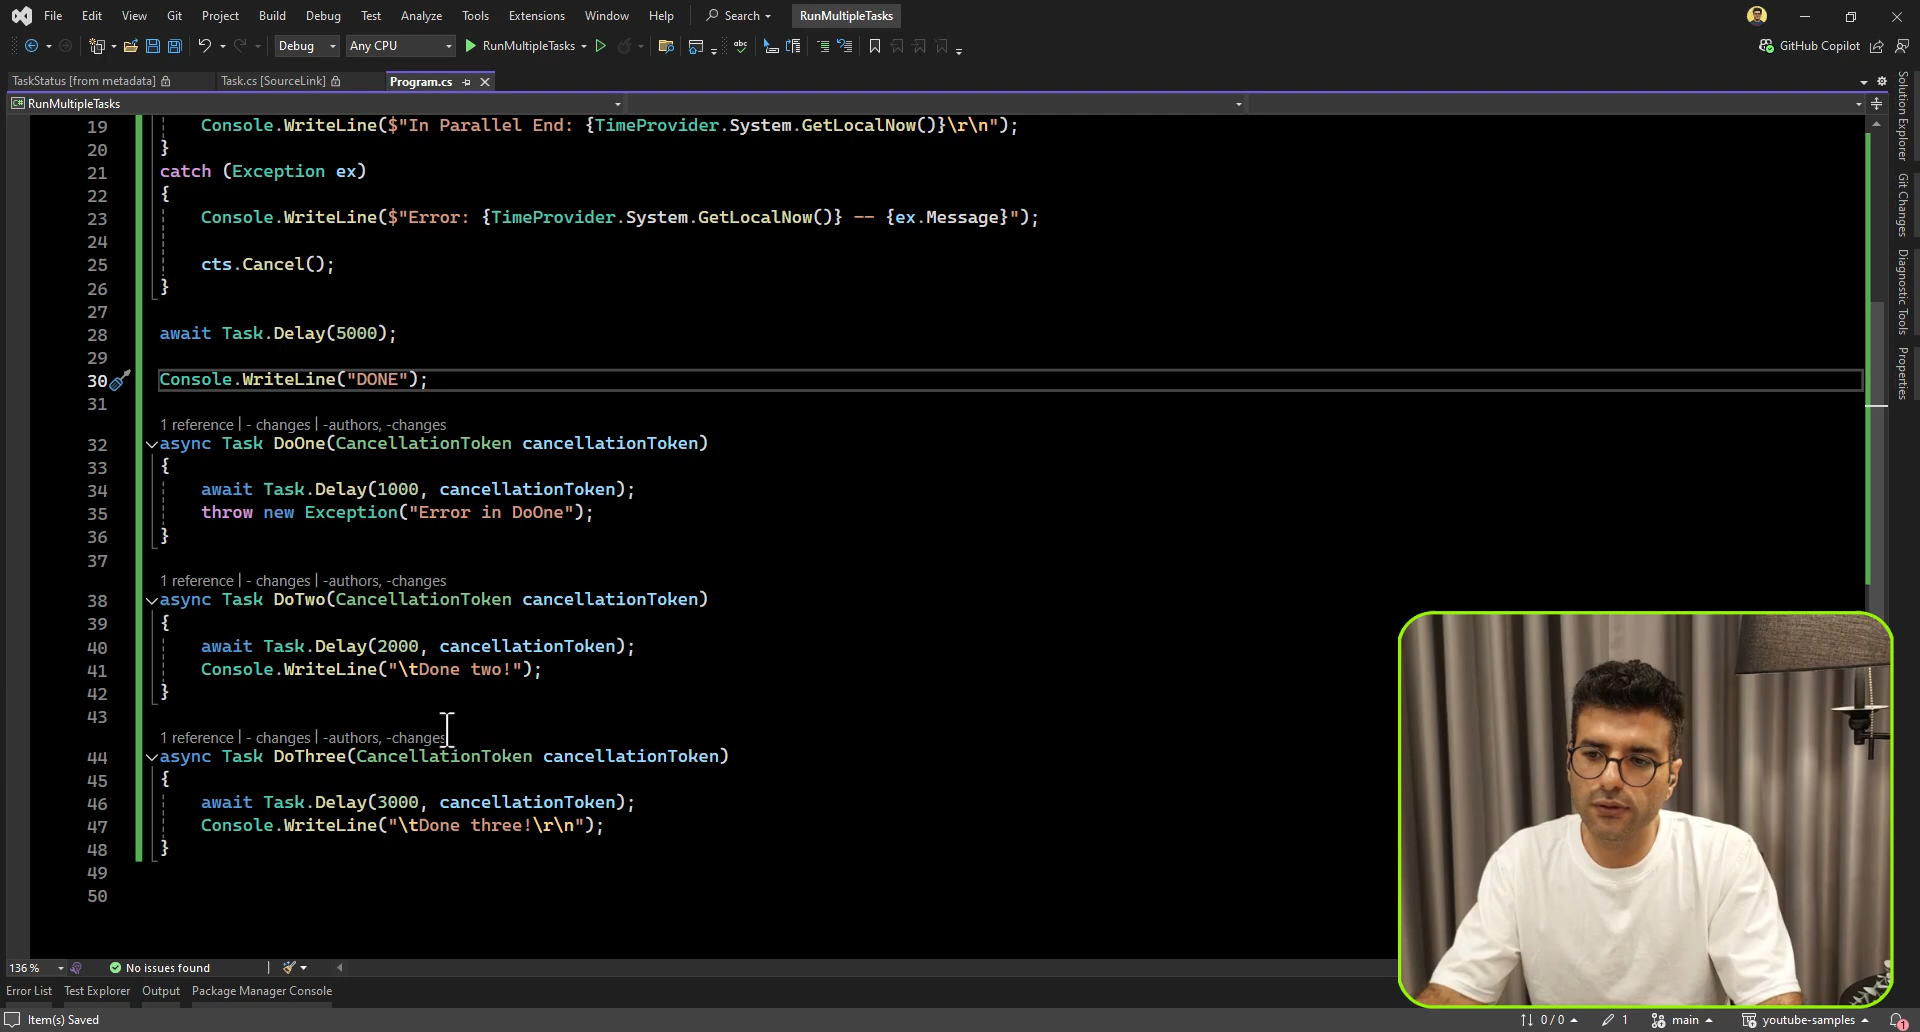 File Edit View Git Project Build Debug Test Analyze Tools Extensions Window Help Search RunMultipleTasks
Debug Any CPU RunMultipleTasks GitHub Copilot
TaskStatus [from metadata] Task.cs [SourceLink] Program.cs
C# RunMultipleTasks
19 Console.WriteLine($"In Parallel End: {TimeProvider.System.GetLocalNow()}\r\n");
20 }
21 catch (Exception ex)
22 {
23 Console.WriteLine($"Error: {TimeProvider.System.GetLocalNow()} -- {ex.Message}");
24
25 cts.Cancel();
26 }
27
28 await Task.Delay(5000);
29
30 Console.WriteLine("DONE");
31
1 reference | - changes | -authors, -changes
32 async Task DoOne(CancellationToken cancellationToken)
33 {
34 await Task.Delay(1000, cancellationToken);
35 throw new Exception("Error in DoOne");
36 }
37
1 reference | - changes | -authors, -changes
38 async Task DoTwo(CancellationToken cancellationToken)
39 {
40 await Task.Delay(2000, cancellationToken);
41 Console.WriteLine("\tDone two!");
42 }
43
1 reference | - changes | -authors, -changes
44 async Task DoThree(CancellationToken cancellationToken)
45 {
46 await Task.Delay(3000, cancellationToken);
47 Console.WriteLine("\tDone three!\r\n");
48 }
49
50
Solution Explorer
Git Changes
Diagnostic Tools
Properties
136 % No issues found
Error List Test Explorer Output Package Manager Console
Item(s) Saved 0 / 0 1 main youtube-samples 1